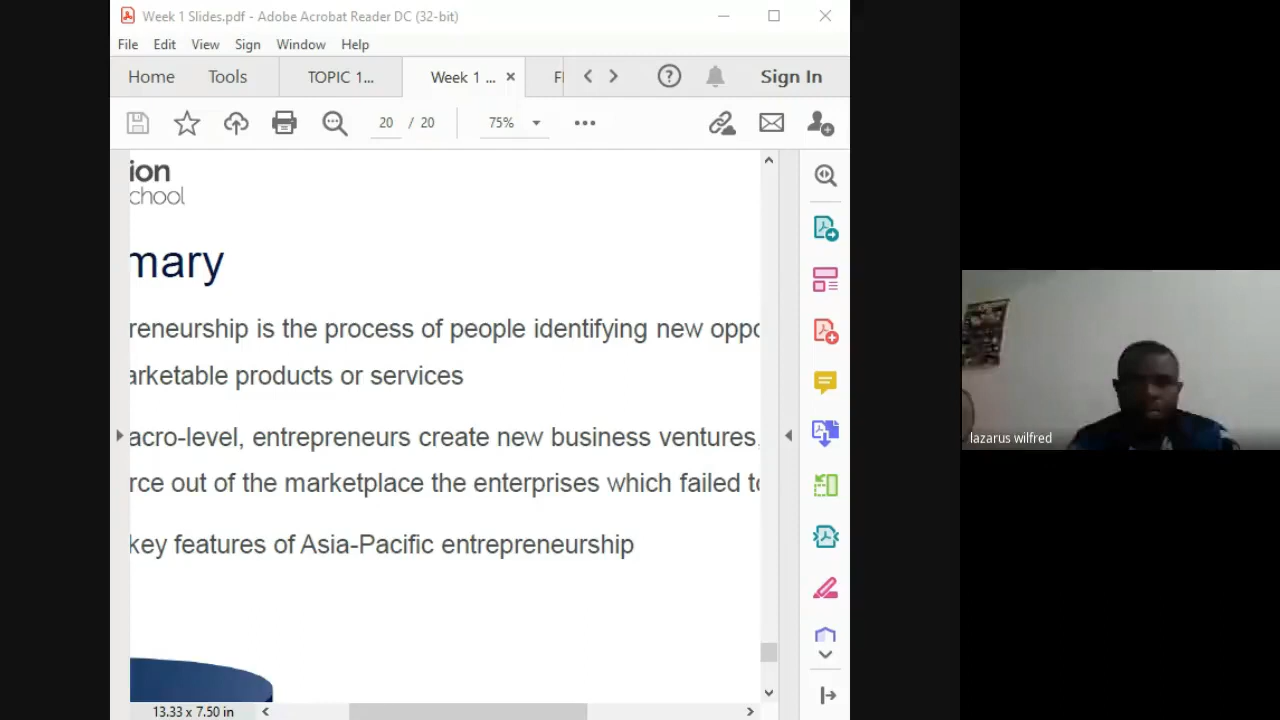 Week 1 Slides.pdf - Adobe Acrobat Reader DC (32-bit)
File Edit View Sign Window Help
Home Tools TOPIC 1... Week 1 ... Sign In
20 / 20 75%
ion
chool
mary
reneurship is the process of people identifying new oppo
arketable products or services
acro-level, entrepreneurs create new business ventures,
rce out of the marketplace the enterprises which failed to
key features of Asia-Pacific entrepreneurship
13.33 x 7.50 in
lazarus wilfred